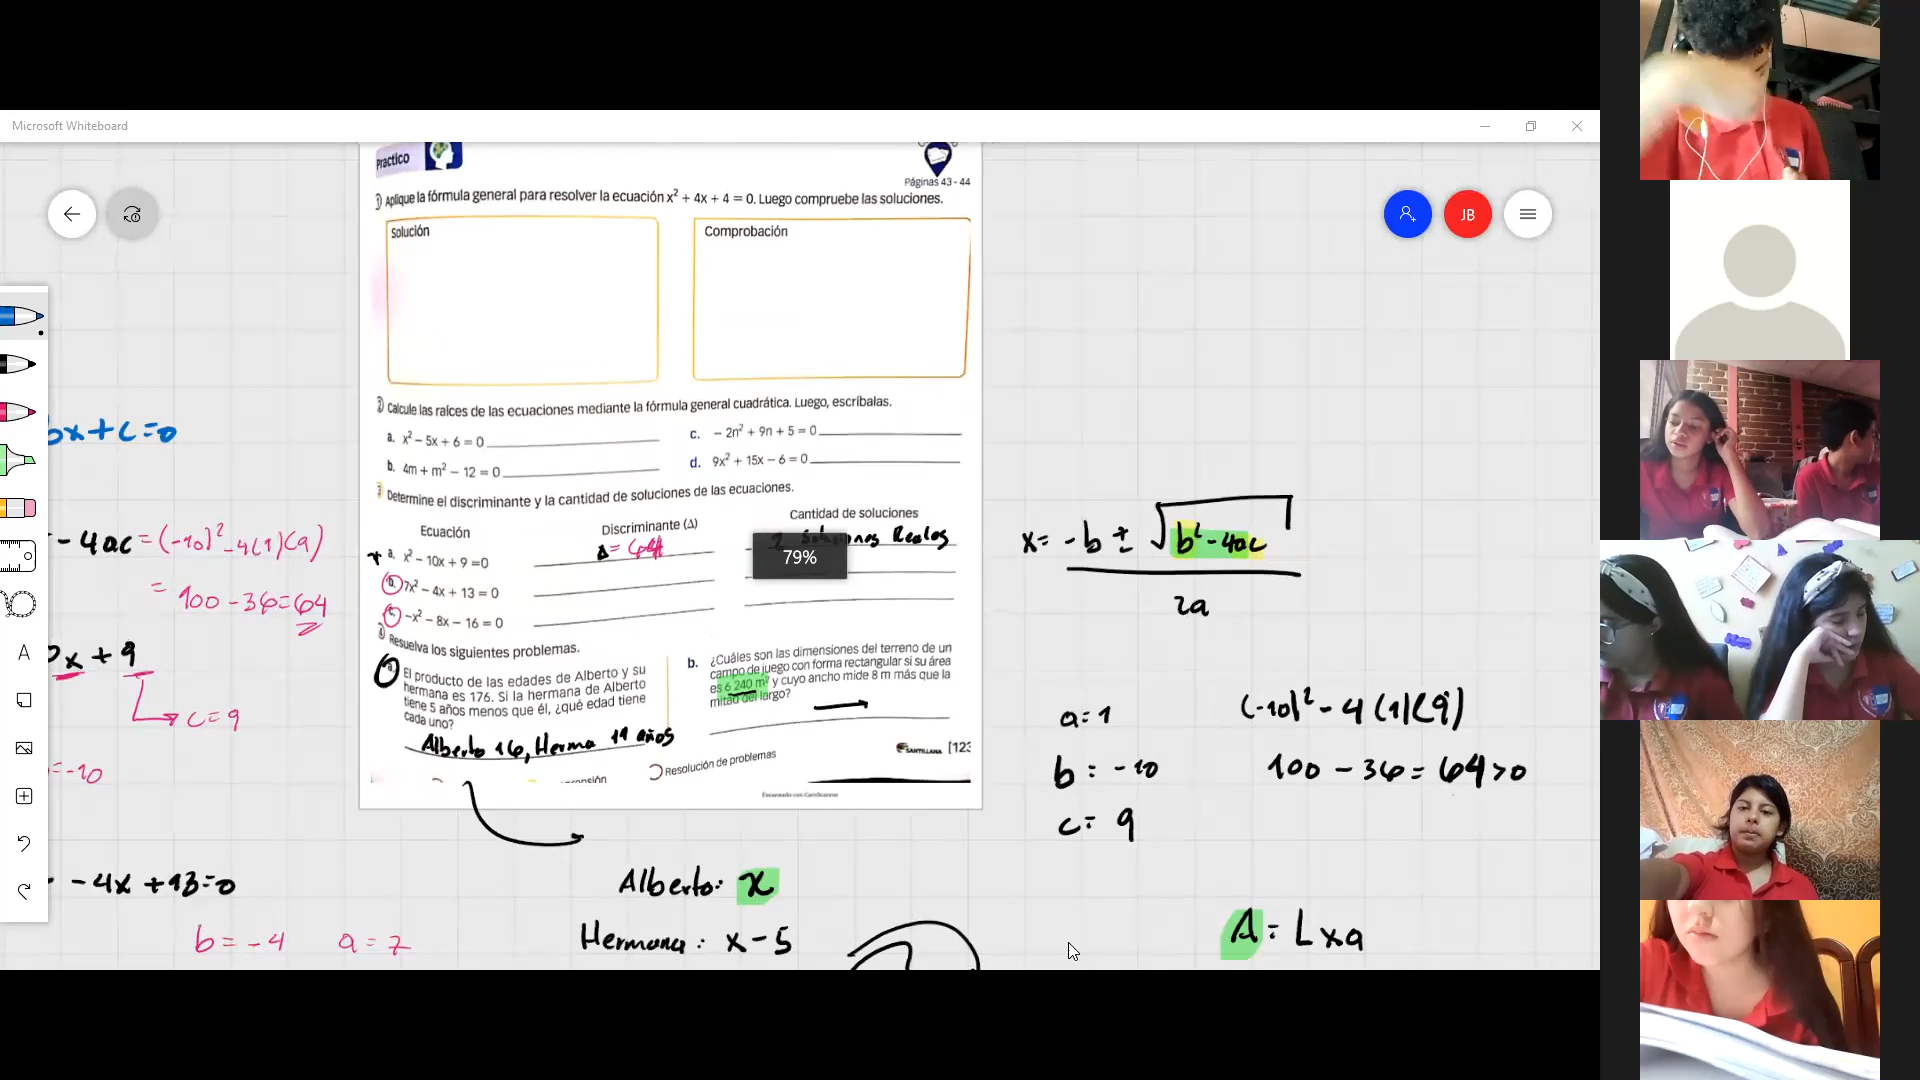 Microsoft Whiteboard
Practico
Páginas 43 - 44
Aplique la fórmula general para resolver la ecuación x² + 4x + 4 = 0. Luego compruebe las soluciones.
Solución
Comprobación
Calcule las raíces de las ecuaciones mediante la fórmula general cuadrática. Luego, escríbalas.
a. x² – 5x + 6 = 0
c. – 2n² + 9n + 5 = 0
b. 4m + m² – 12 = 0
d. 9x² + 15x – 6 = 0
Determine el discriminante y la cantidad de soluciones de las ecuaciones.
Ecuación
Discriminante (Δ)
Cantidad de soluciones
a. x² – 10x + 9 =0
Δ = 64
2 Soluciones Reales
79%
b. 7x² – 4x + 13 = 0
c. –x² – 8x – 16 = 0
Resuelva los siguientes problemas.
El producto de las edades de Alberto y su
hermana es 176. Si la hermana de Alberto
tiene 5 años menos que él, ¿qué edad tiene
cada uno?
Alberto 16, Herma 11 años
b. ¿Cuáles son las dimensiones del terreno de un
campo de juego con forma rectangular si su área
es 6 240 m² y cuyo ancho mide 8 m más que la
mitad del largo?
SANTILLANA [123
Resolución de problemas
Escaneado con CamScanner
JB
bx+c=0
- 4ac = (-10)² -4(1)(9)
= 100 - 36 = 64
x + 9
c = 9
= -10
- 4x + 13 = 0
b = -4 a = 7
Alberto: x
Hermana: x - 5
x = -b ± √b² - 4ac
2a
a = 1
(-10)² - 4(1)(9)
b = -10
100 - 36 = 64 > 0
c = 9
A = L x a
A